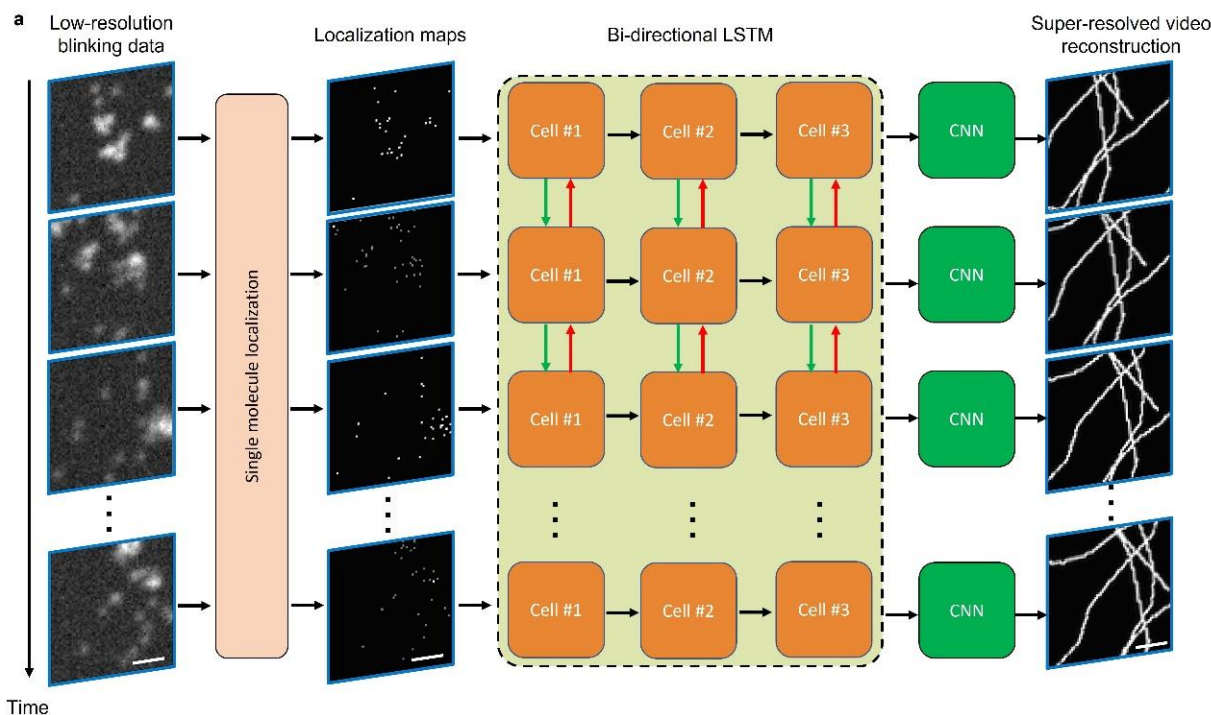 a
Low-resolution
blinking data
Localization maps
Bi-directional LSTM
Super-resolved video
reconstruction
Single molecule localization
Cell #1
Cell #2
Cell #3
CNN
Cell #1
Cell #2
Cell #3
CNN
Cell #1
Cell #2
Cell #3
CNN
Cell #1
Cell #2
Cell #3
CNN
Time